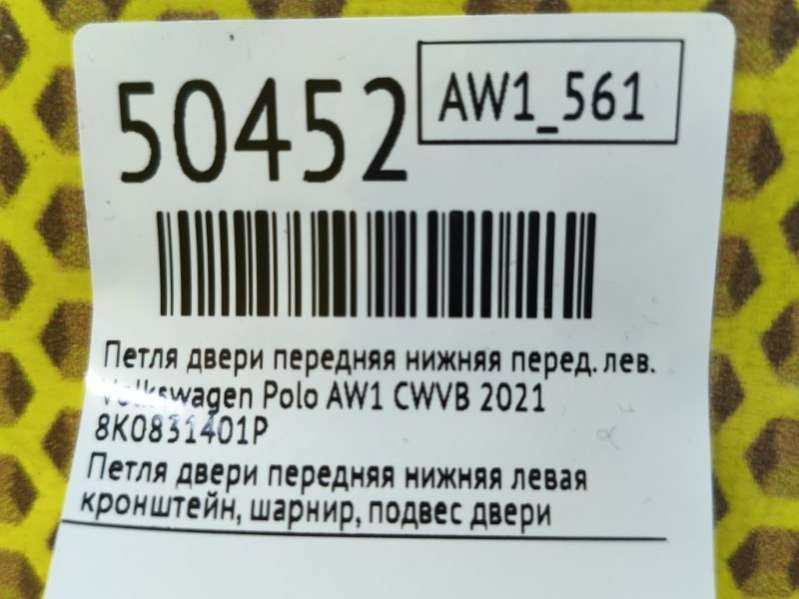 50452
AW1_561
Петля двери передняя нижняя перед. лев.
Volkswagen Polo AW1 CWVB 2021
8K0831401P
Петля двери передняя нижняя левая
кронштейн, шарнир, подвес двери